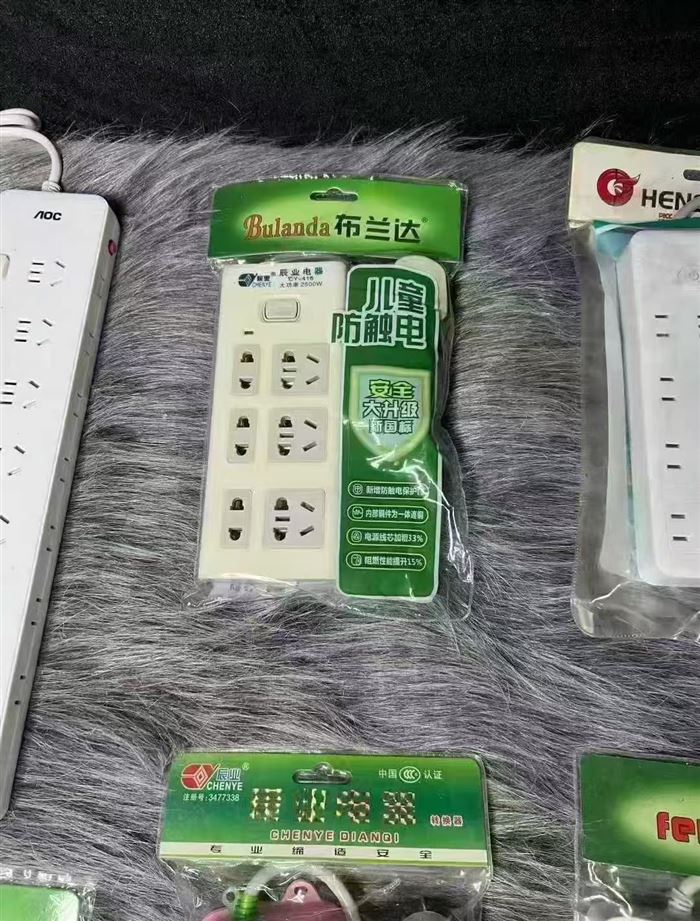 AOC
Bulanda 布兰达®
HENG
辰业® 辰业电器
CHENYE CY-416
大功率 2500W
儿童
防触电
安全
大升级
新国标
新增防触电保护门
内部铜件为一体连铜
电源线芯加粗33%
阻燃性能提升15%
辰业®
CHENYE
注册号:3477338
中国 CCC 认证
转换器
CHENYE DIANQI
专业缔造安全
fe